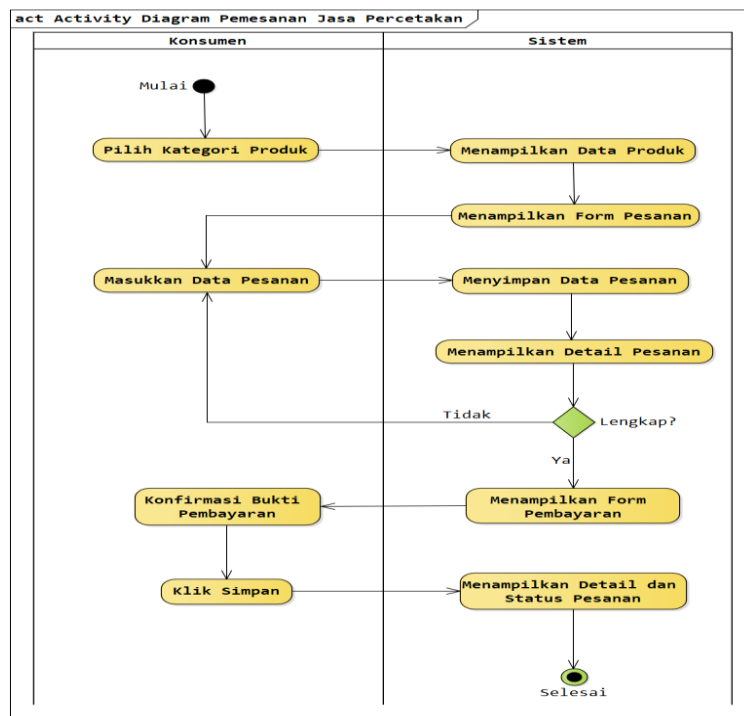 act Activity Diagram Pemesanan Jasa Percetakan
Konsumen
Sistem
Mulai
Pilih Kategori Produk
Menampilkan Data Produk
Menampilkan Form Pesanan
Masukkan Data Pesanan
Menyimpan Data Pesanan
Menampilkan Detail Pesanan
Tidak
Lengkap?
Ya
Konfirmasi Bukti
Pembayaran
Menampilkan Form
Pembayaran
Klik Simpan
Menampilkan Detail dan
Status Pesanan
Selesai